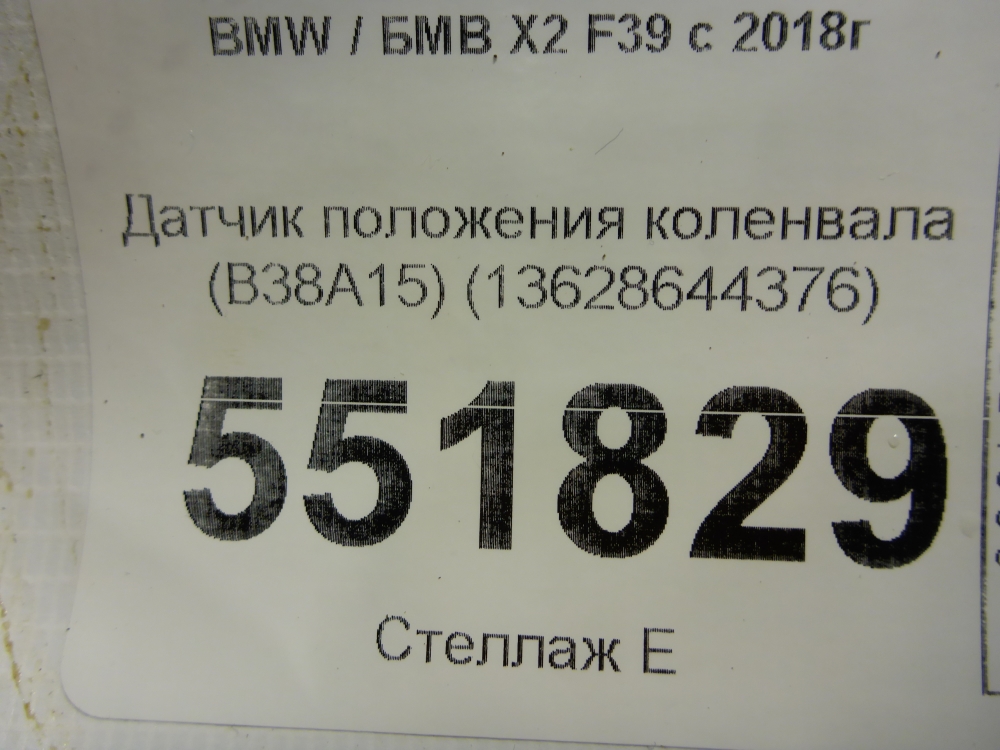 BMW / БМВ X2 F39 с 2018г
Датчик положения коленвала
(B38A15) (13628644376)
551829
Стеллаж Е